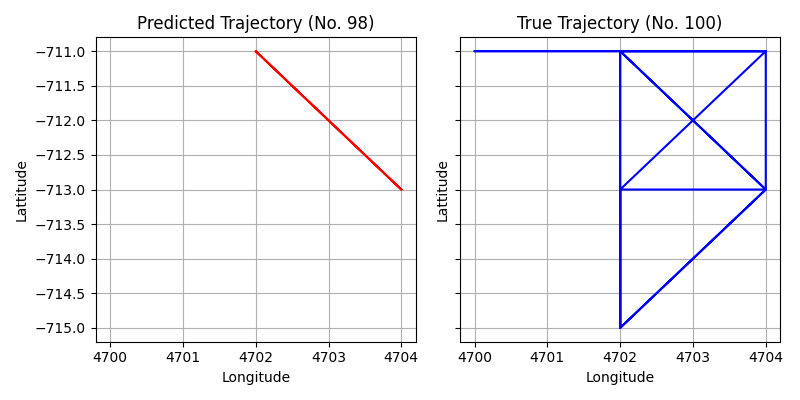 Predicted Trajectory (No. 98)
True Trajectory (No. 100)
−711.0
−711.5
−712.0
−712.5
−713.0
−713.5
−714.0
−714.5
−715.0
Lattitude
Lattitude
4700 4701 4702 4703 4704
4700 4701 4702 4703 4704
Longitude
Longitude